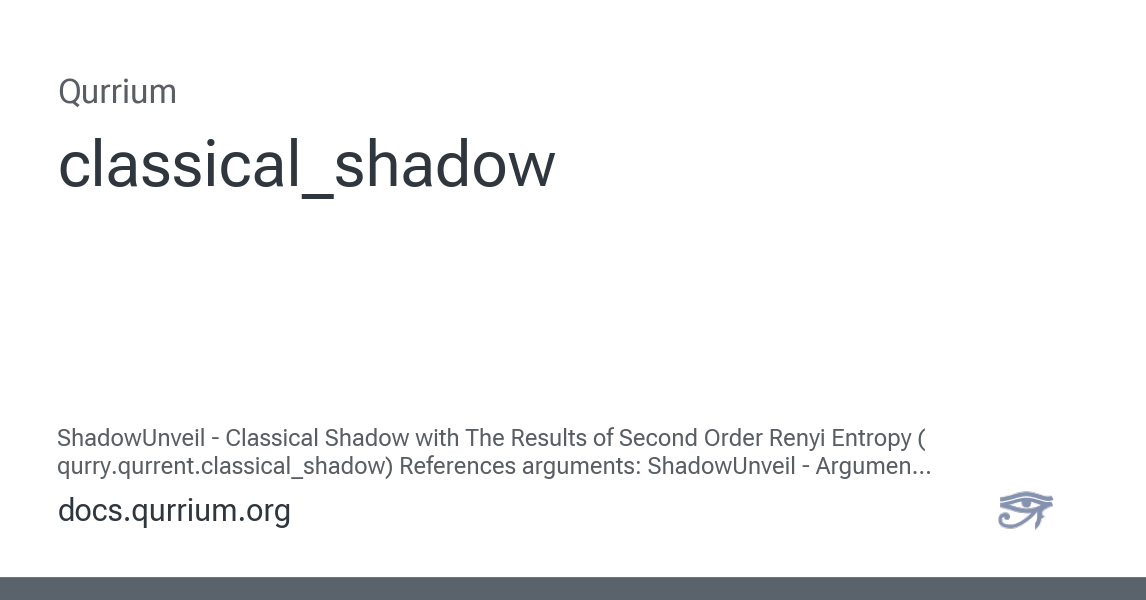 Qurrium
classical_shadow
ShadowUnveil - Classical Shadow with The Results of Second Order Renyi Entropy (
qurry.qurrent.classical_shadow) References arguments: ShadowUnveil - Argumen...
docs.qurrium.org